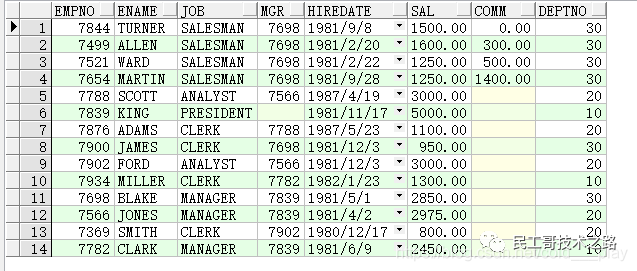 EMPNO ENAME JOB MGR HIREDATE SAL COMM DEPTNO
1 7844 TURNER SALESMAN 7698 1981/9/8 1500.00 0.00 30
2 7499 ALLEN SALESMAN 7698 1981/2/20 1600.00 300.00 30
3 7521 WARD SALESMAN 7698 1981/2/22 1250.00 500.00 30
4 7654 MARTIN SALESMAN 7698 1981/9/28 1250.00 1400.00 30
5 7788 SCOTT ANALYST 7566 1987/4/19 3000.00 20
6 7839 KING PRESIDENT 1981/11/17 5000.00 10
7 7876 ADAMS CLERK 7788 1987/5/23 1100.00 20
8 7900 JAMES CLERK 7698 1981/12/3 950.00 30
9 7902 FORD ANALYST 7566 1981/12/3 3000.00 20
10 7934 MILLER CLERK 7782 1982/1/23 1300.00 10
11 7698 BLAKE MANAGER 7839 1981/5/1 2850.00 30
12 7566 JONES MANAGER 7839 1981/4/2 2975.00 20
13 7369 SMITH CLERK 7902 1980/12/17 800.00 20
14 7782 CLARK MANAGER 7839 1981/6/9 2450.00 10
民工哥技术之路